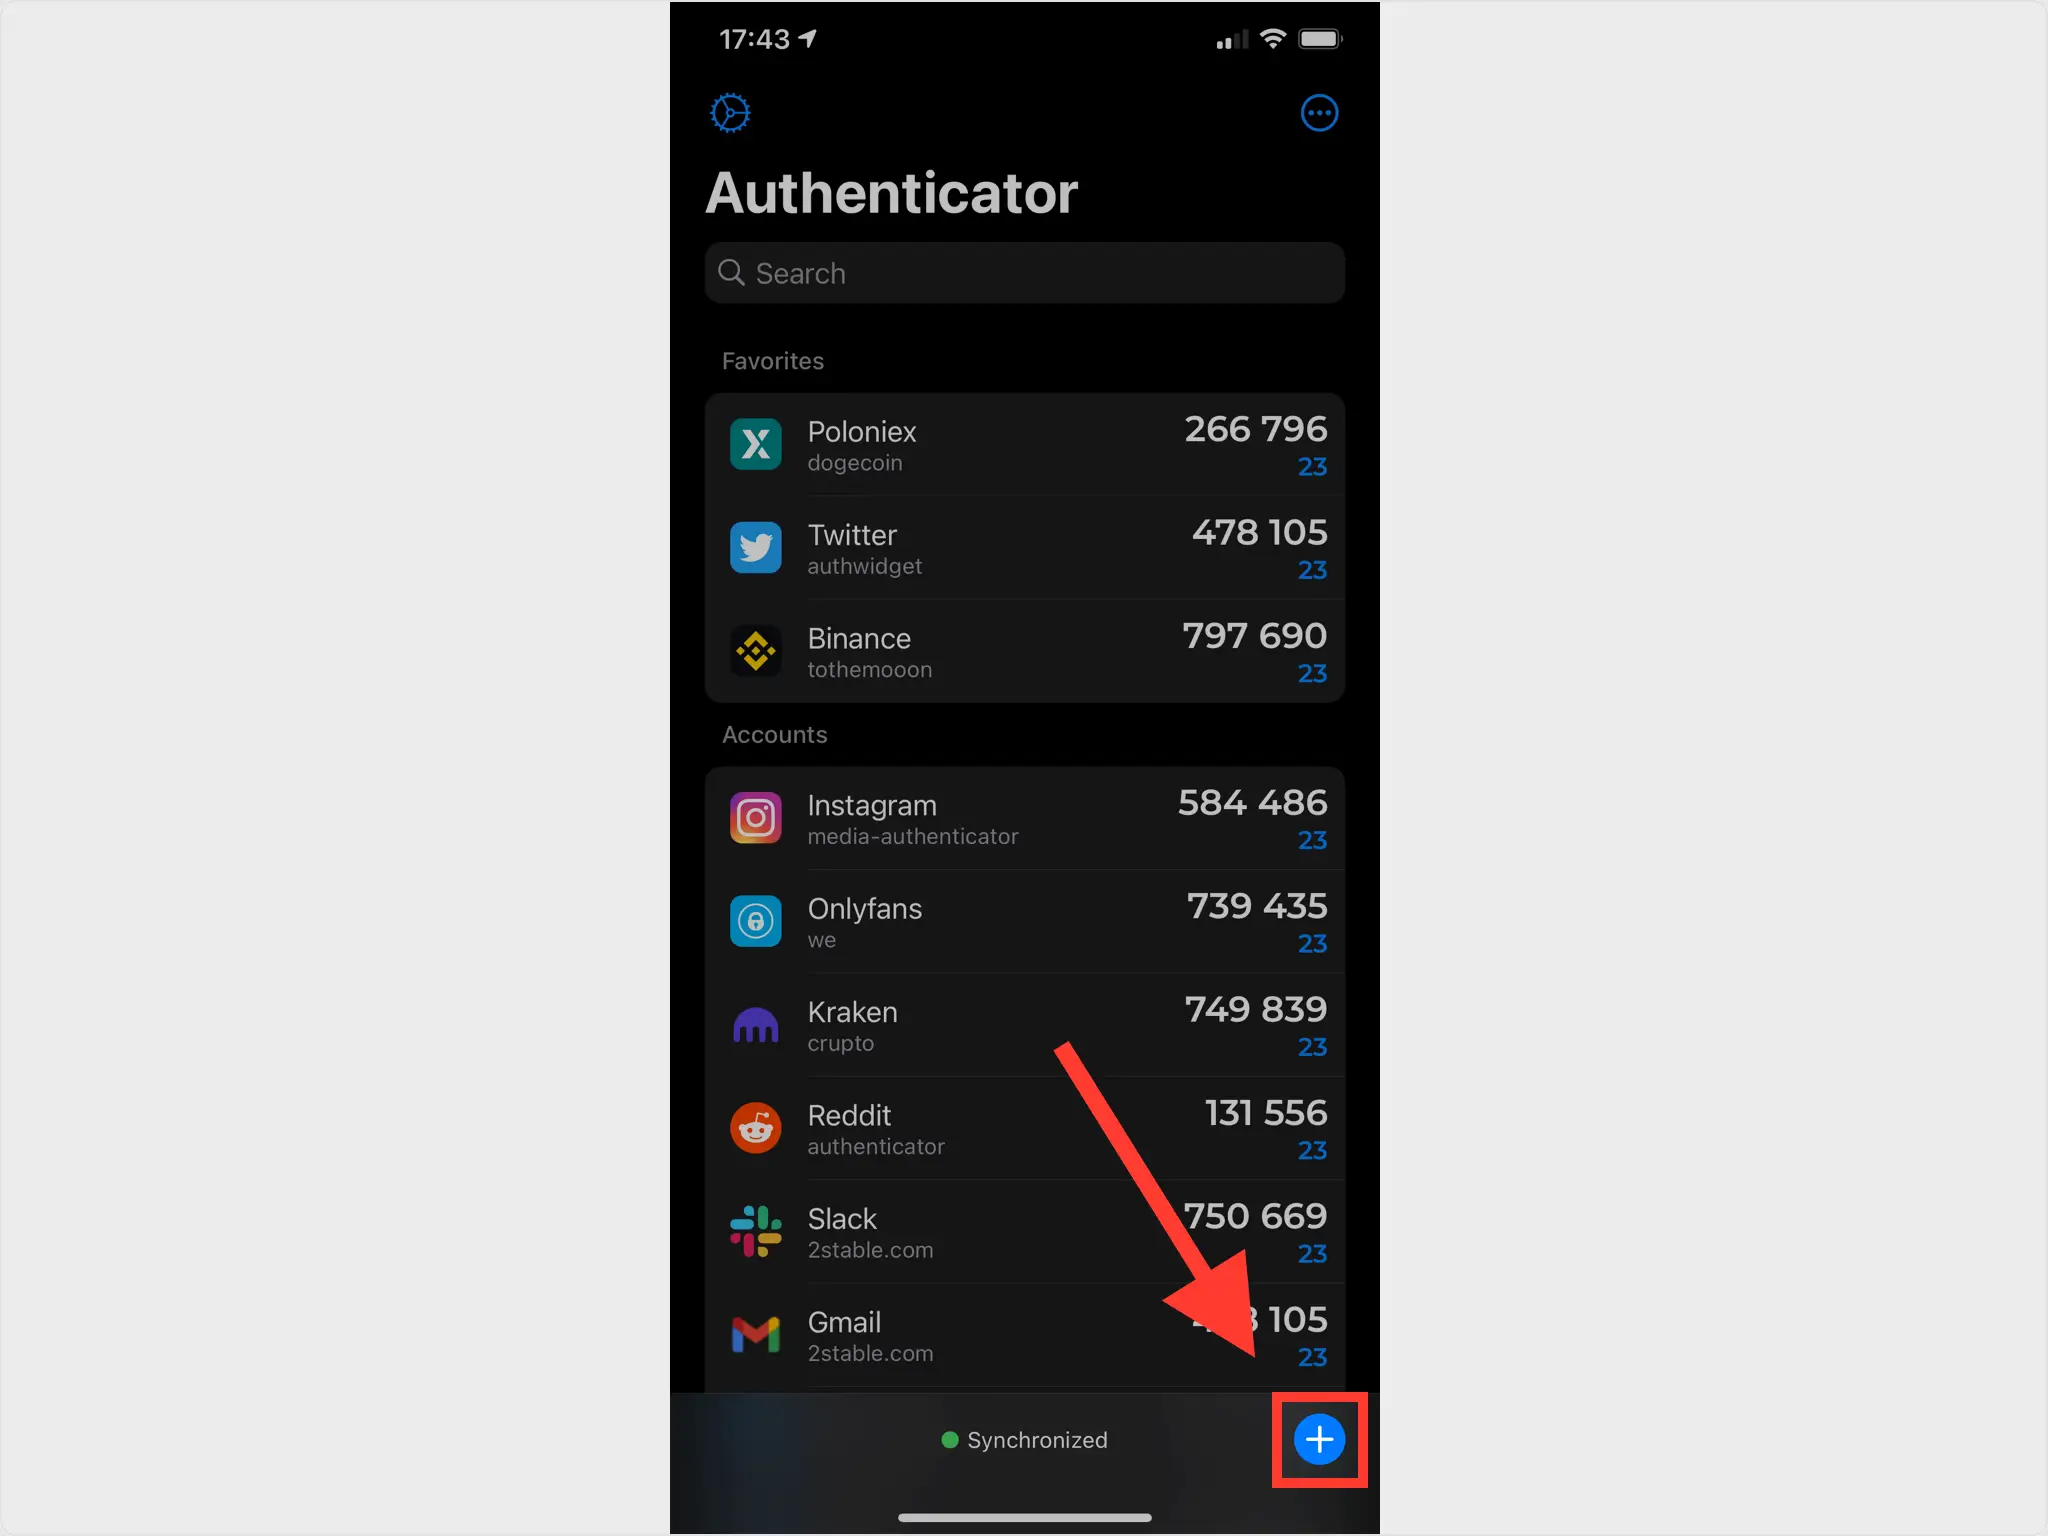 17:43
Authenticator
Search
Favorites
Poloniex
266 796
dogecoin
23
Twitter
478 105
authwidget
23
Binance
797 690
tothemooon
23
Accounts
Instagram
584 486
media-authenticator
23
Onlyfans
739 435
we
23
Kraken
749 839
crupto
23
Reddit
131 556
authenticator
23
Slack
750 669
2stable.com
23
Gmail
105
2stable.com
23
Synchronized